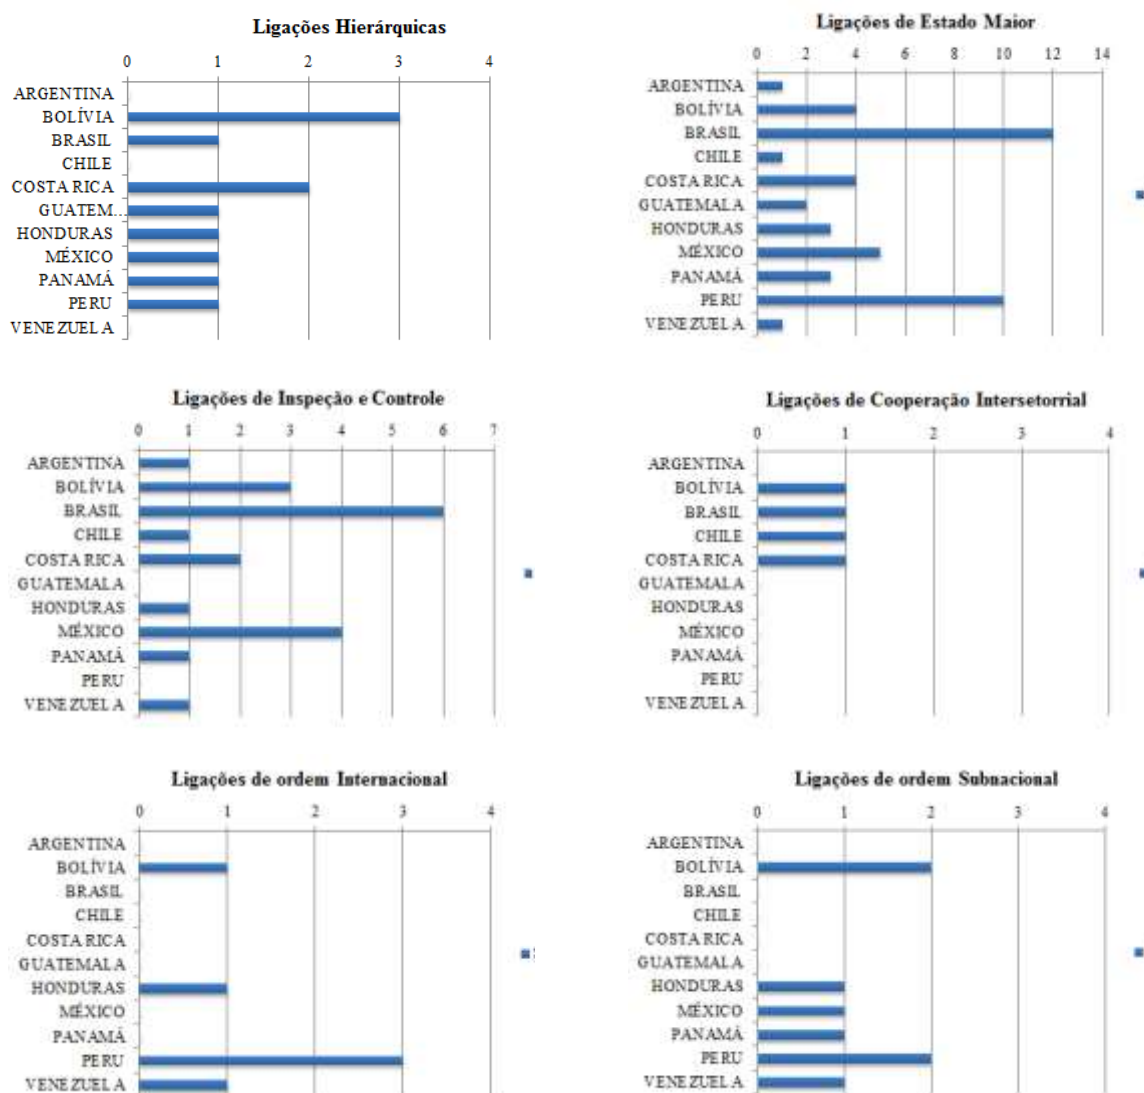 Ligações Hierárquicas
0 1 2 3 4
ARGENTINA
BOLÍVIA
BRASIL
CHILE
COSTA RICA
GUATEM...
HONDURAS
MÉXICO
PANAMÁ
PERU
VENEZUELA
Ligações de Estado Maior
0 2 4 6 8 10 12 14
ARGENTINA
BOLÍVIA
BRASIL
CHILE
COSTA RICA
GUATEMALA
HONDURAS
MÉXICO
PANAMÁ
PERU
VENEZUELA
Ligações de Inspeção e Controle
0 1 2 3 4 5 6 7
ARGENTINA
BOLÍVIA
BRASIL
CHILE
COSTA RICA
GUATEMALA
HONDURAS
MÉXICO
PANAMÁ
PERU
VENEZUELA
Ligações de Cooperação Intersetorrial
0 1 2 3 4
ARGENTINA
BOLÍVIA
BRASIL
CHILE
COSTA RICA
GUATEMALA
HONDURAS
MÉXICO
PANAMÁ
PERU
VENEZUELA
Ligações de ordem Internacional
0 1 2 3 4
ARGENTINA
BOLÍVIA
BRASIL
CHILE
COSTA RICA
GUATEMALA
HONDURAS
MÉXICO
PANAMÁ
PERU
VENEZUELA
Ligações de ordem Subnacional
0 1 2 3 4
ARGENTINA
BOLÍVIA
BRASIL
CHILE
COSTA RICA
GUATEMALA
HONDURAS
MÉXICO
PANAMÁ
PERU
VENEZUELA